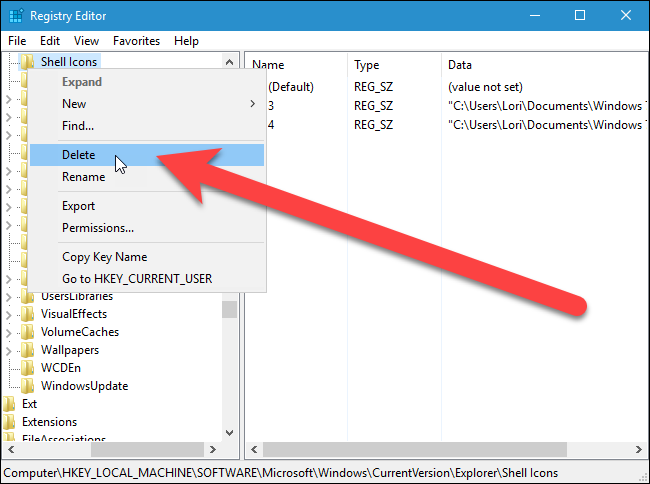 Registry Editor
File Edit View Favorites Help
Shell Icons
Expand
New
Find...
Delete
Rename
Export
Permissions...
Copy Key Name
Go to HKEY_CURRENT_USER
UsersLibraries
VisualEffects
VolumeCaches
Wallpapers
WCDEn
WindowsUpdate
Ext
Extensions
FileAssociations
Name Type Data
(Default) REG_SZ (value not set)
3 REG_SZ "C:\Users\Lori\Documents\Windows
4 REG_SZ "C:\Users\Lori\Documents\Windows
Computer\HKEY_LOCAL_MACHINE\SOFTWARE\Microsoft\Windows\CurrentVersion\Explorer\Shell Icons